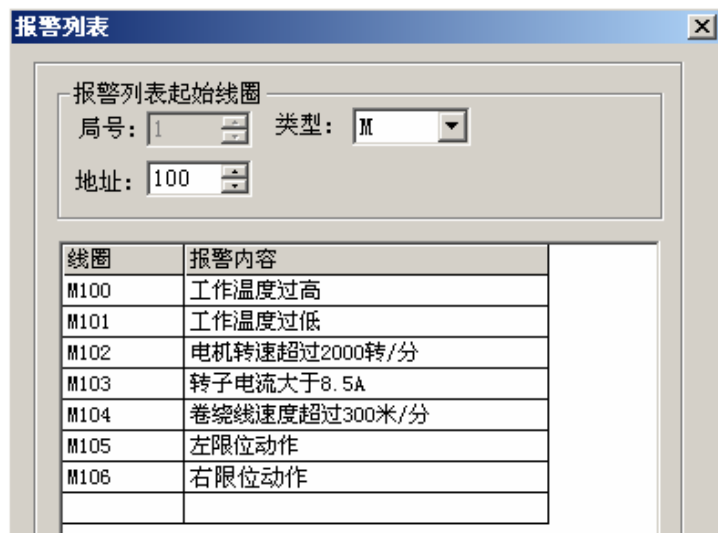 报警列表
报警列表起始线圈
局号: 1 类型: M
地址: 100
线圈 报警内容
M100 工作温度过高
M101 工作温度过低
M102 电机转速超过2000转/分
M103 转子电流大于8.5A
M104 卷绕线速度超过300米/分
M105 左限位动作
M106 右限位动作